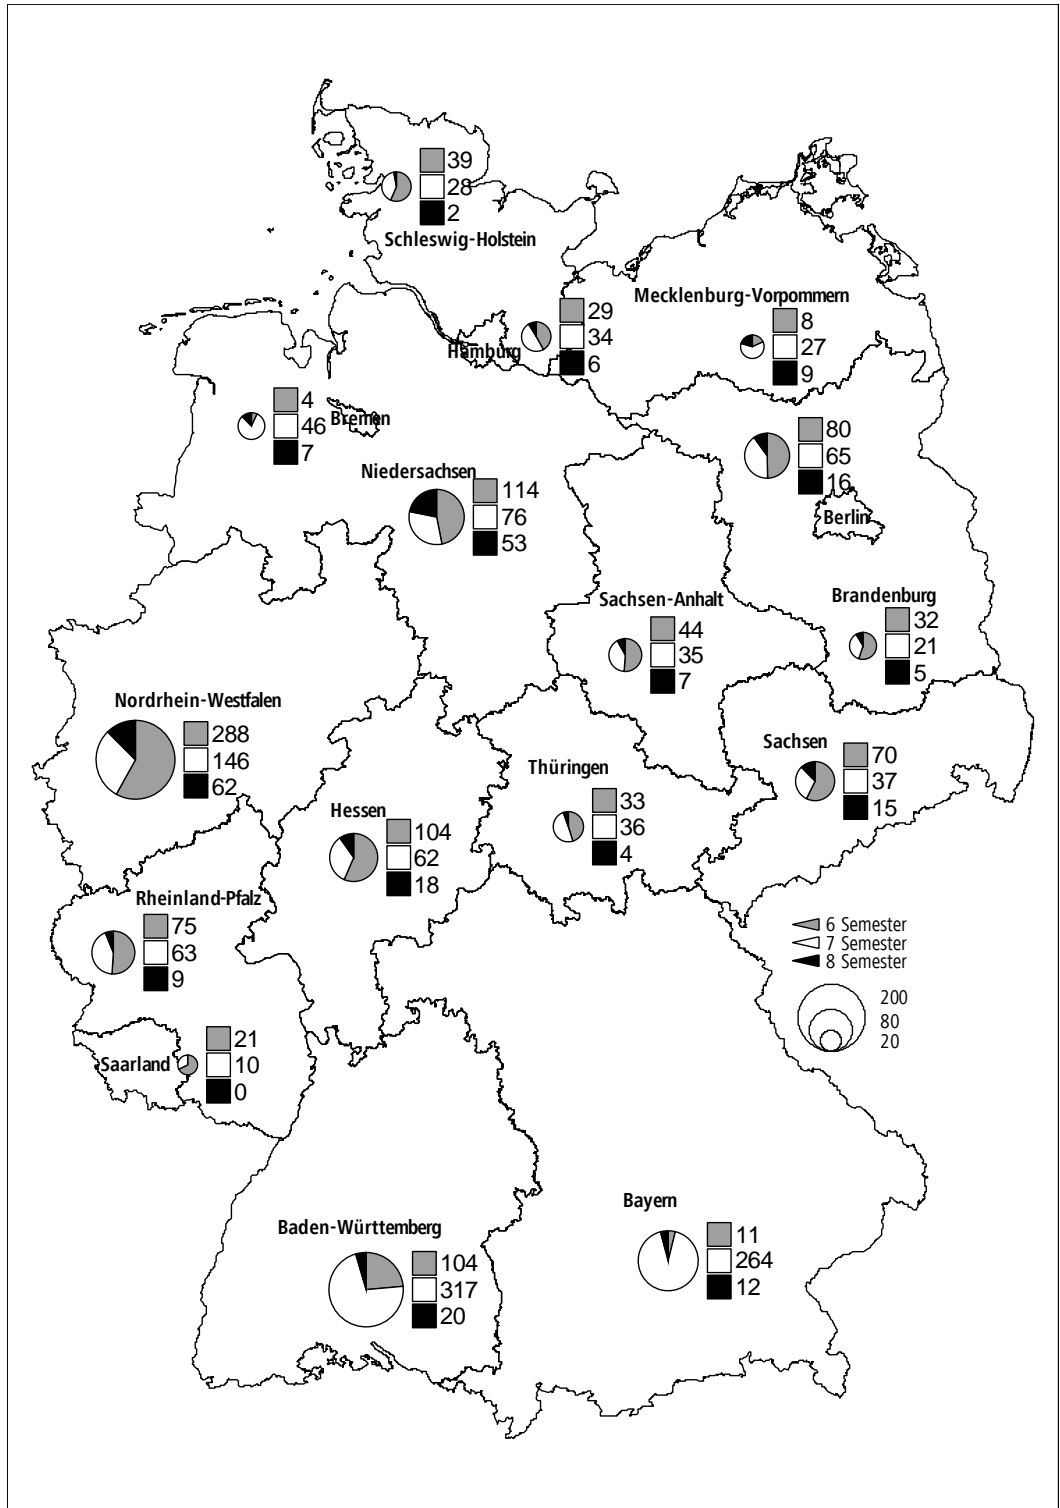 39
28
2
Schleswig-Holstein
Mecklenburg-Vorpommern
29
34
6
Hamburg
8
27
9
4
46
7
Bremen
80
65
16
Berlin
Niedersachsen
114
76
53
Sachsen-Anhalt
44
35
7
Brandenburg
32
21
5
Nordrhein-Westfalen
288
146
62
Sachsen
70
37
15
Thüringen
33
36
4
Hessen
104
62
18
Rheinland-Pfalz
75
63
9
6 Semester
7 Semester
8 Semester
200
80
20
Saarland
21
10
0
Bayern
11
264
12
Baden-Württemberg
104
317
20